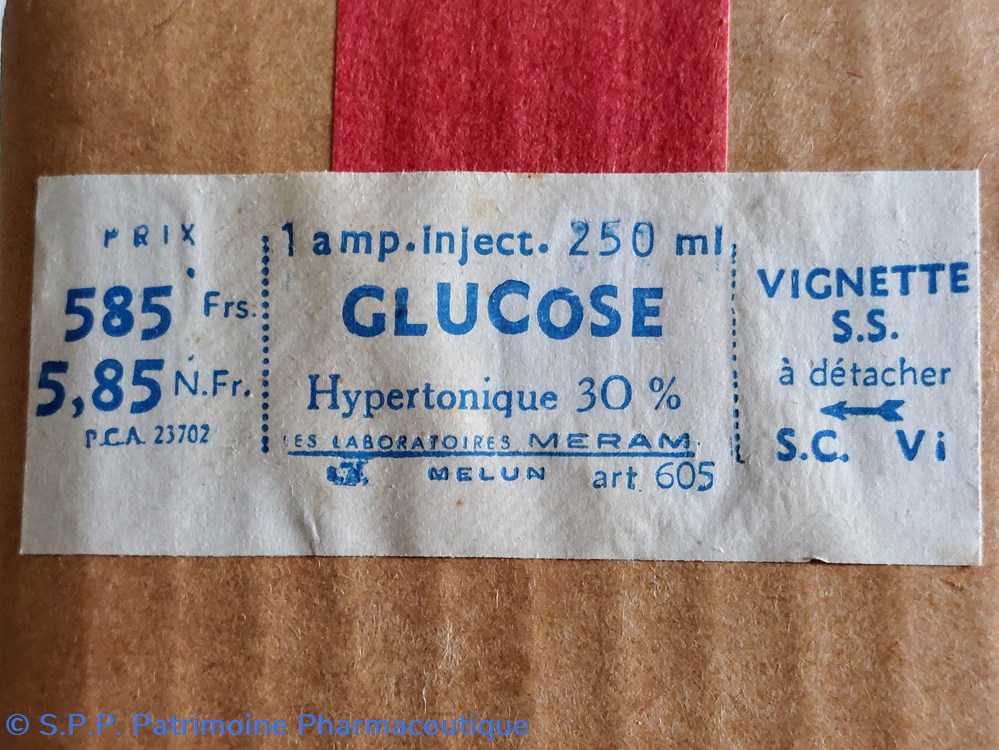 PRIX
585 Frs.
5,85 N.Fr.
P.C.A. 23702
1 amp.inject. 250 ml.
GLUCOSE
Hypertonique 30 %
LES LABORATOIRES MERAM.
MELUN art. 605
VIGNETTE
S.S.
à détacher
S.C. Vi
© S.P.P. Patrimoine Pharmaceutique